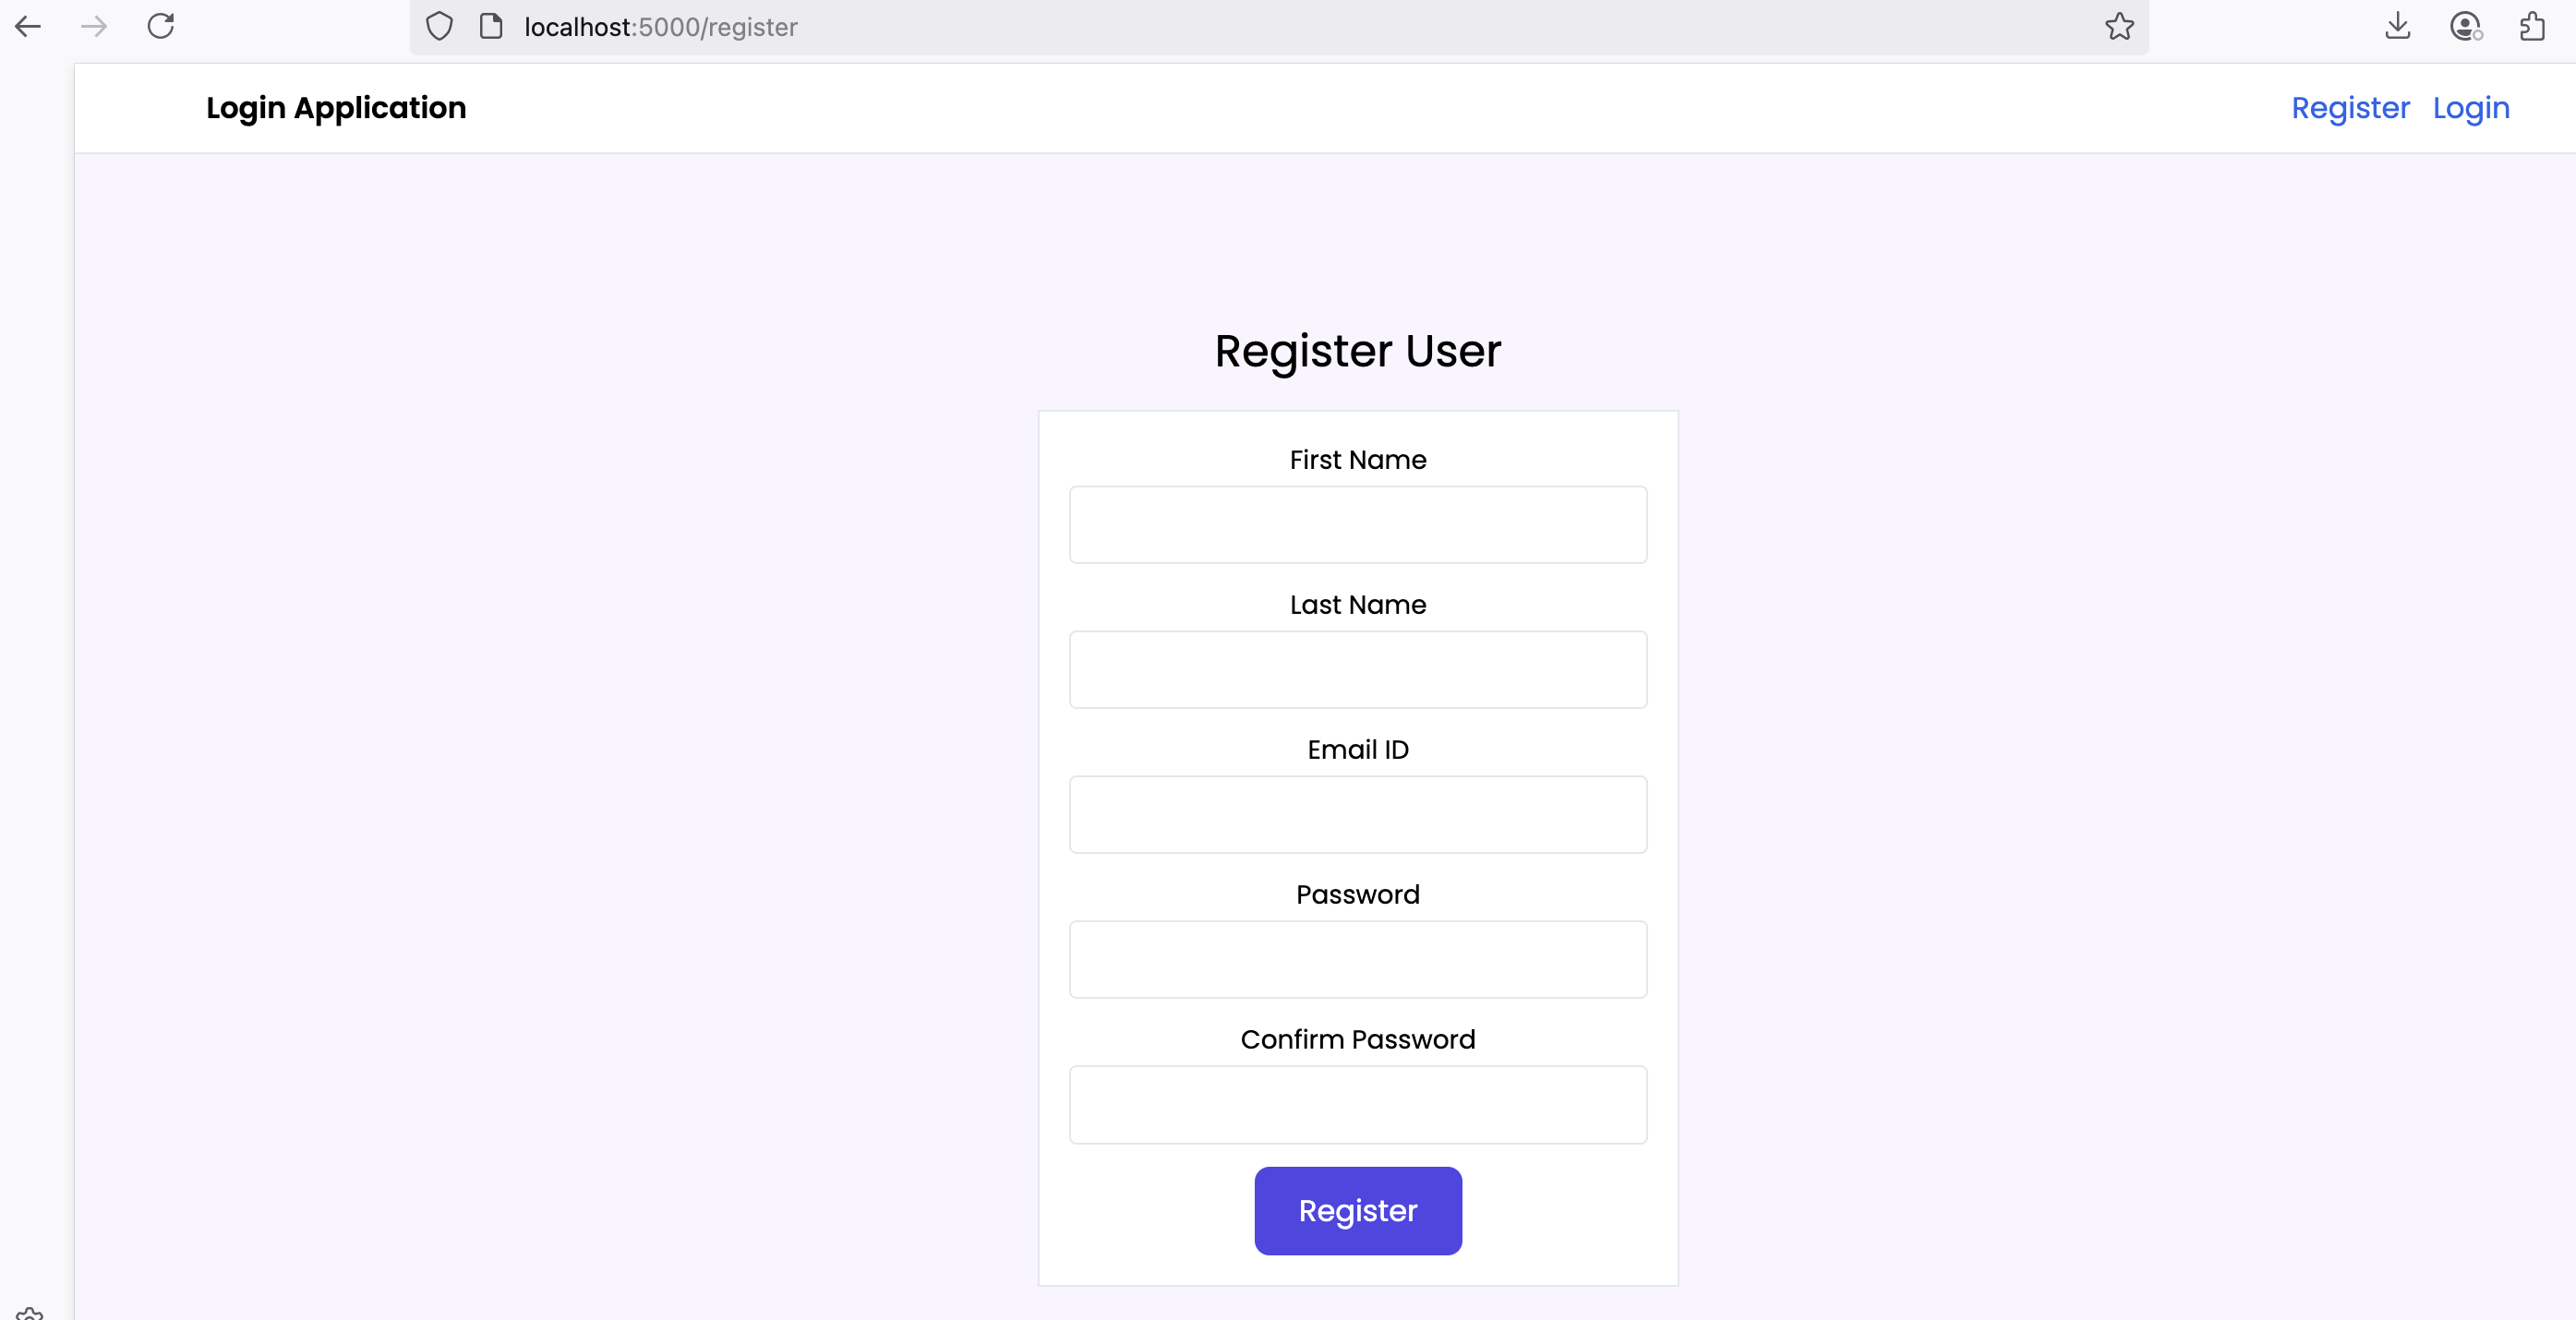 localhost:5000/register
Login Application
Register Login
Register User
First Name
Last Name
Email ID
Password
Confirm Password
Register